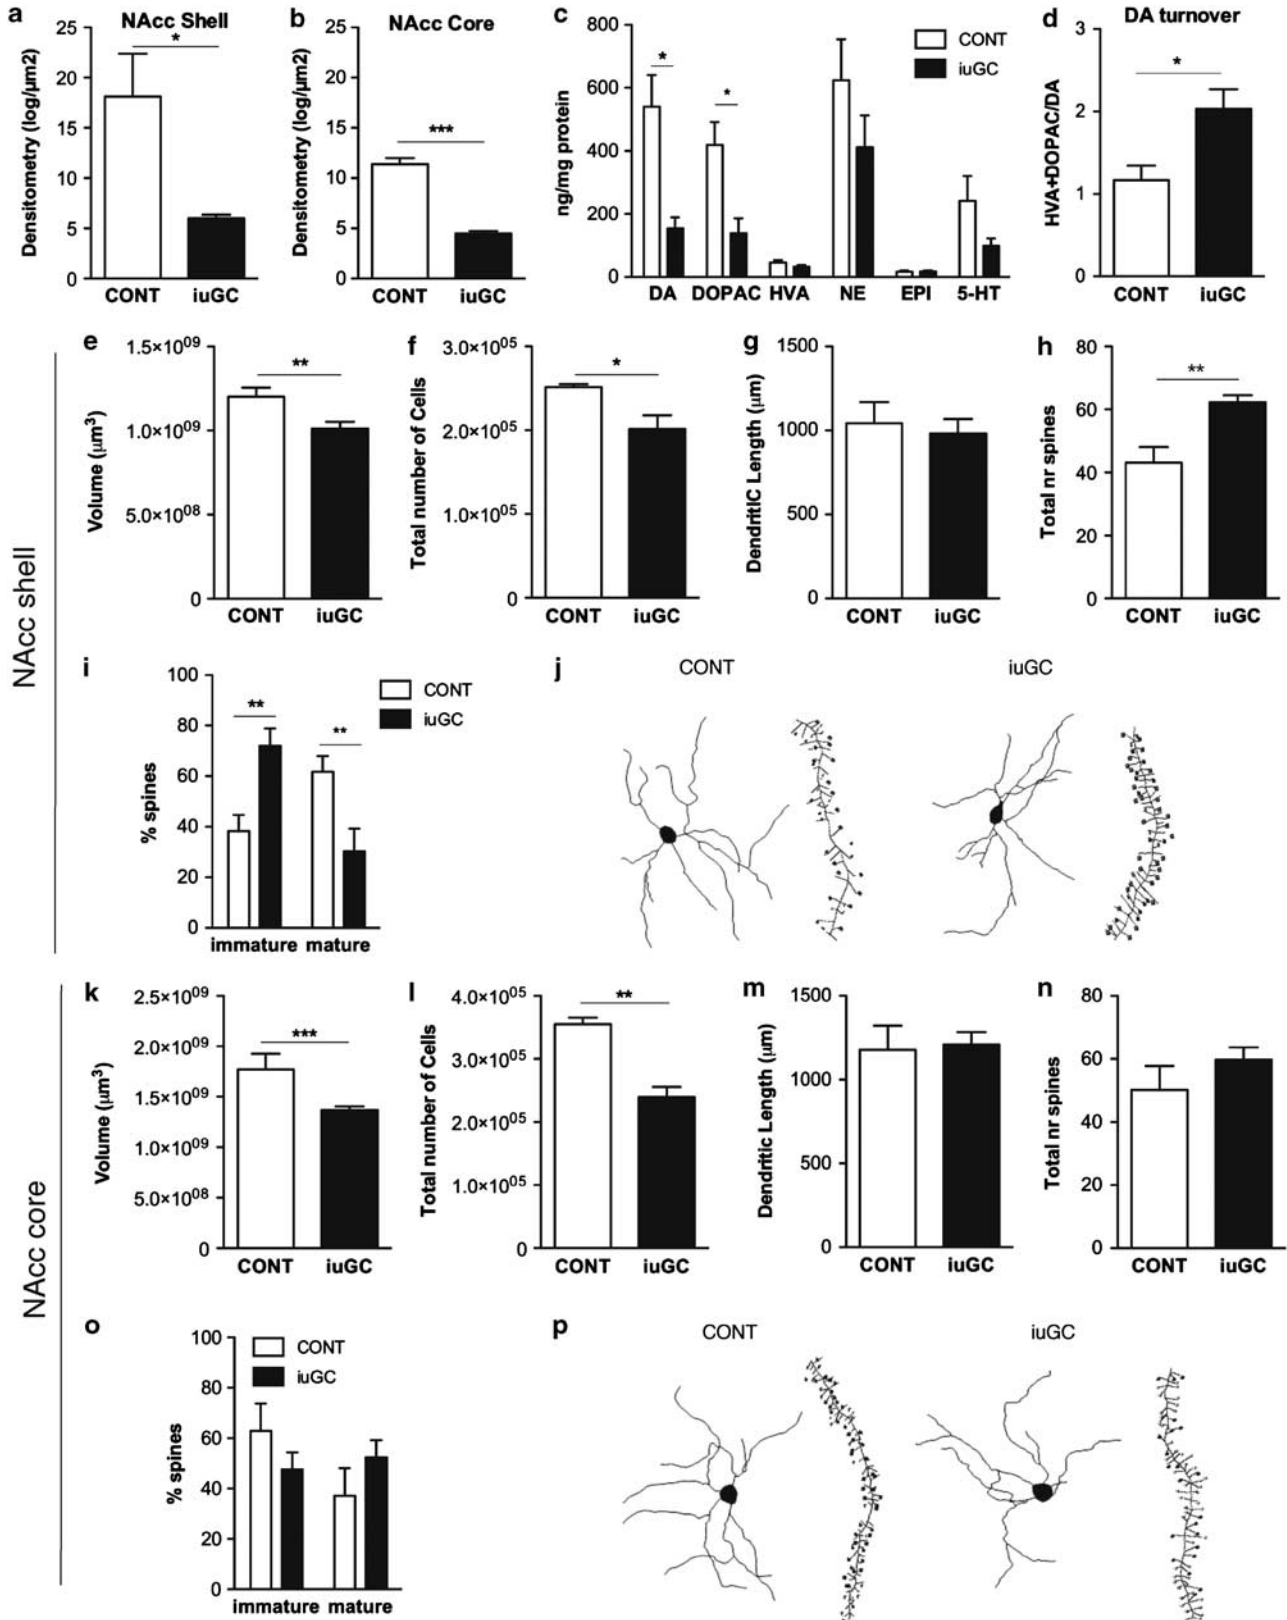 a
NAcc Shell
Densitometry (log/µm2)
25
20
15
10
5
0
*
CONT
iuGC
b
NAcc Core
Densitometry (log/µm2)
25
20
15
10
5
0
***
CONT
iuGC
c
ng/mg protein
800
600
400
200
0
*
*
CONT
iuGC
DA
DOPAC
HVA
NE
EPI
5-HT
d
DA turnover
HVA+DOPAC/DA
3
2
1
0
*
CONT
iuGC
NAcc shell
e
Volume (µm³)
1.5×10⁰⁹
1.0×10⁰⁹
5.0×10⁰⁸
0
**
CONT
iuGC
f
Total number of Cells
3.0×10⁰⁵
2.0×10⁰⁵
1.0×10⁰⁵
0
*
CONT
iuGC
g
DendritIC Length (µm)
1500
1000
500
0
CONT
iuGC
h
Total nr spines
80
60
40
20
0
**
CONT
iuGC
i
% spines
100
80
60
40
20
0
**
**
CONT
iuGC
immature
mature
j
CONT
iuGC
NAcc core
k
Volume (µm³)
2.5×10⁰⁹
2.0×10⁰⁹
1.5×10⁰⁹
1.0×10⁰⁹
5.0×10⁰⁸
0
***
CONT
iuGC
l
Total number of Cells
4.0×10⁰⁵
3.0×10⁰⁵
2.0×10⁰⁵
1.0×10⁰⁵
0
**
CONT
iuGC
m
Dendritic Length (µm)
1500
1000
500
0
CONT
iuGC
n
Total nr spines
80
60
40
20
0
CONT
iuGC
o
% spines
100
80
60
40
20
0
CONT
iuGC
immature
mature
p
CONT
iuGC